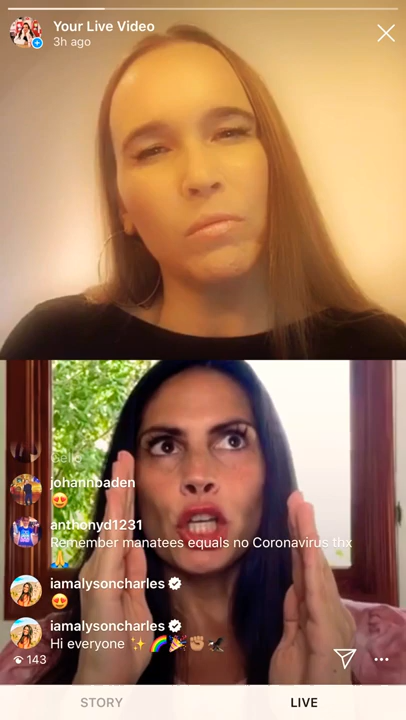 Your Live Video
3h ago
johannbaden
😍
anthonyd1231
Remember manatees equals no Coronavirus thx
🙏
iamalysoncharles
😍
iamalysoncharles
Hi everyone ✨🌈🎉✊🏽🦅
143
STORY
LIVE